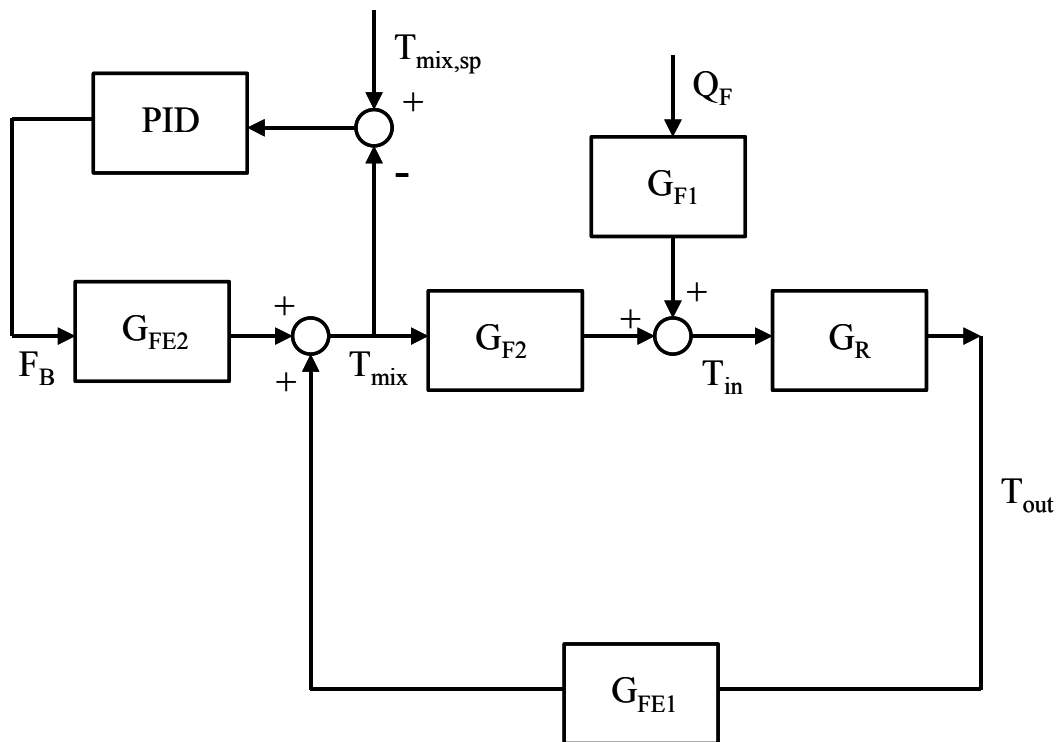 T_mix,sp
+
PID
-
Q_F
G_F1
+
+
G_FE2
+
F_B
T_mix
G_F2
+
T_in
G_R
T_out
G_FE1